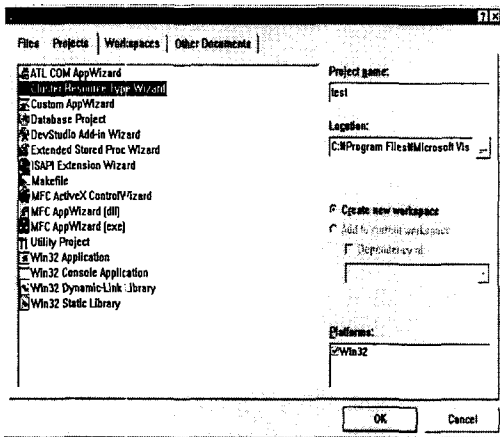 Files Projects Workspaces Other Documents
ATL COM AppWizard
Cluster Resource Type Wizard
Custom AppWizard
Database Project
DevStudio Add-in Wizard
Extended Stored Proc Wizard
ISAPI Extension Wizard
Makefile
MFC ActiveX ControlWizard
MFC AppWizard (dll)
MFC AppWizard (exe)
Utility Project
Win32 Application
Win32 Console Application
Win32 Dynamic-Link Library
Win32 Static Library
Project name:
test
Location:
C:₩Program Files₩Microsoft Vis ...
Create new workspace
Add to current workspace
Dependency of:
Platforms:
Win32
OK Cancel